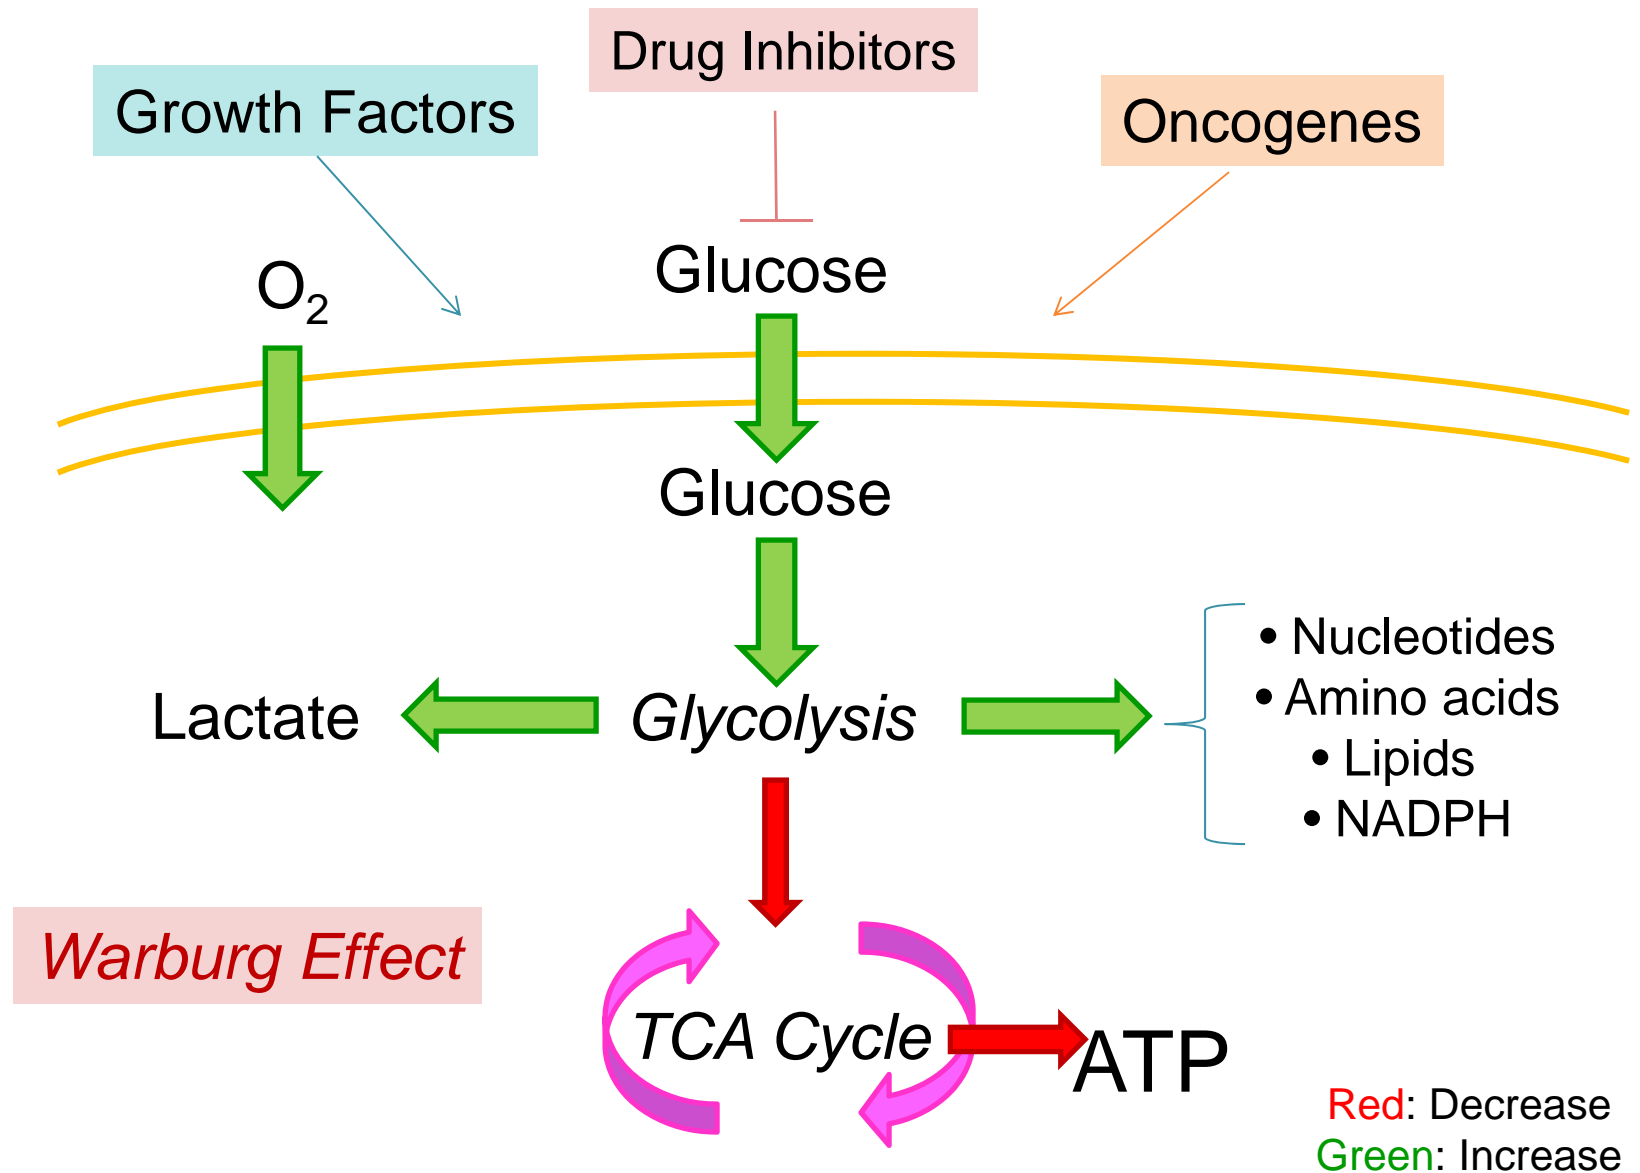 Drug Inhibitors
Growth Factors
Oncogenes
O₂
Glucose
Glucose
Lactate
Glycolysis
• Nucleotides
• Amino acids
• Lipids
• NADPH
Warburg Effect
TCA Cycle
ATP
Red: Decrease
Green: Increase